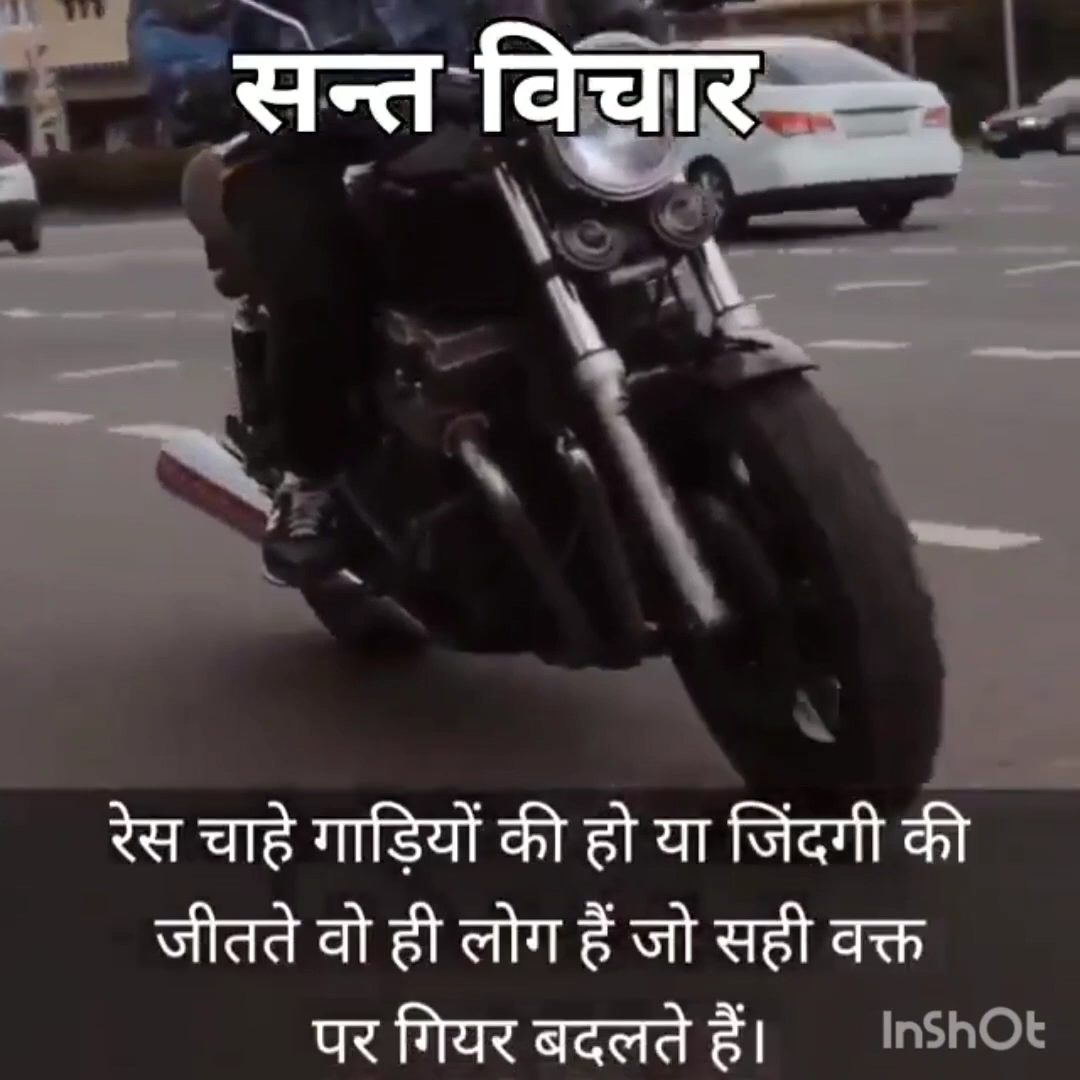 सन्त विचार
रेस चाहे गाड़ियों की हो या जिंदगी की
जीतते वो ही लोग हैं जो सही वक्त
पर गियर बदलते हैं।
InShOt